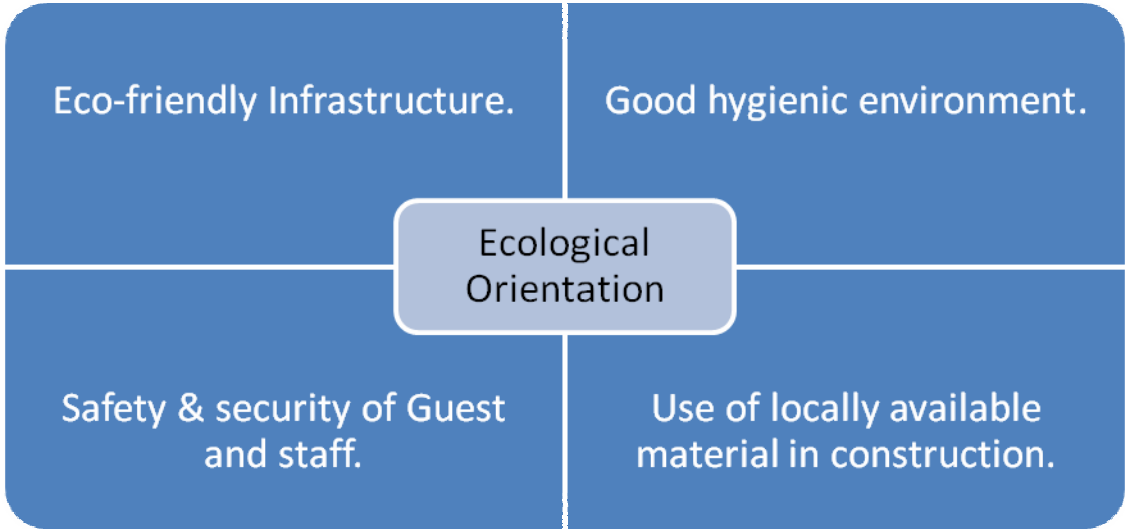 Eco-friendly Infrastructure.
Good hygienic environment.
Ecological
Orientation
Safety & security of Guest
and staff.
Use of locally available
material in construction.